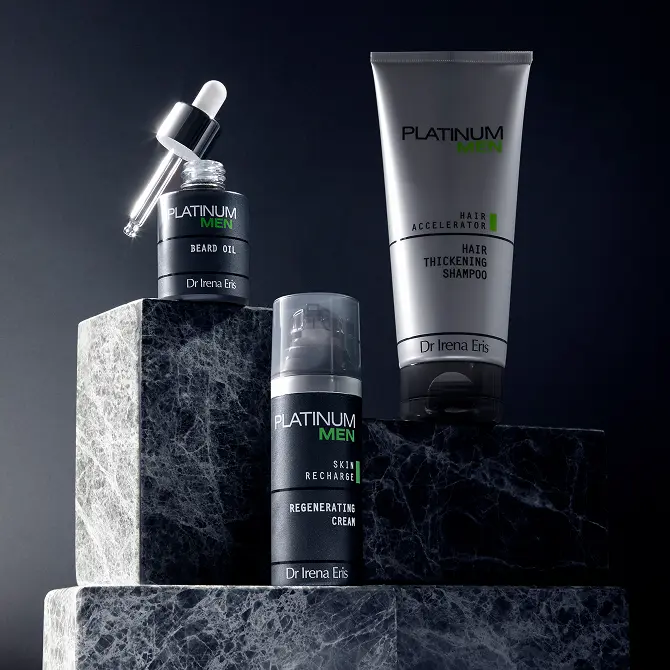 PLATINUM
MEN
BEARD OIL
Dr Irena Eris
PLATINUM
MEN
HAIR
ACCELERATOR
HAIR
THICKENING
SHAMPOO
Dr Irena Eris
PLATINUM
MEN
SKIN
RECHARGE
REGENERATING
CREAM
Dr Irena Eris